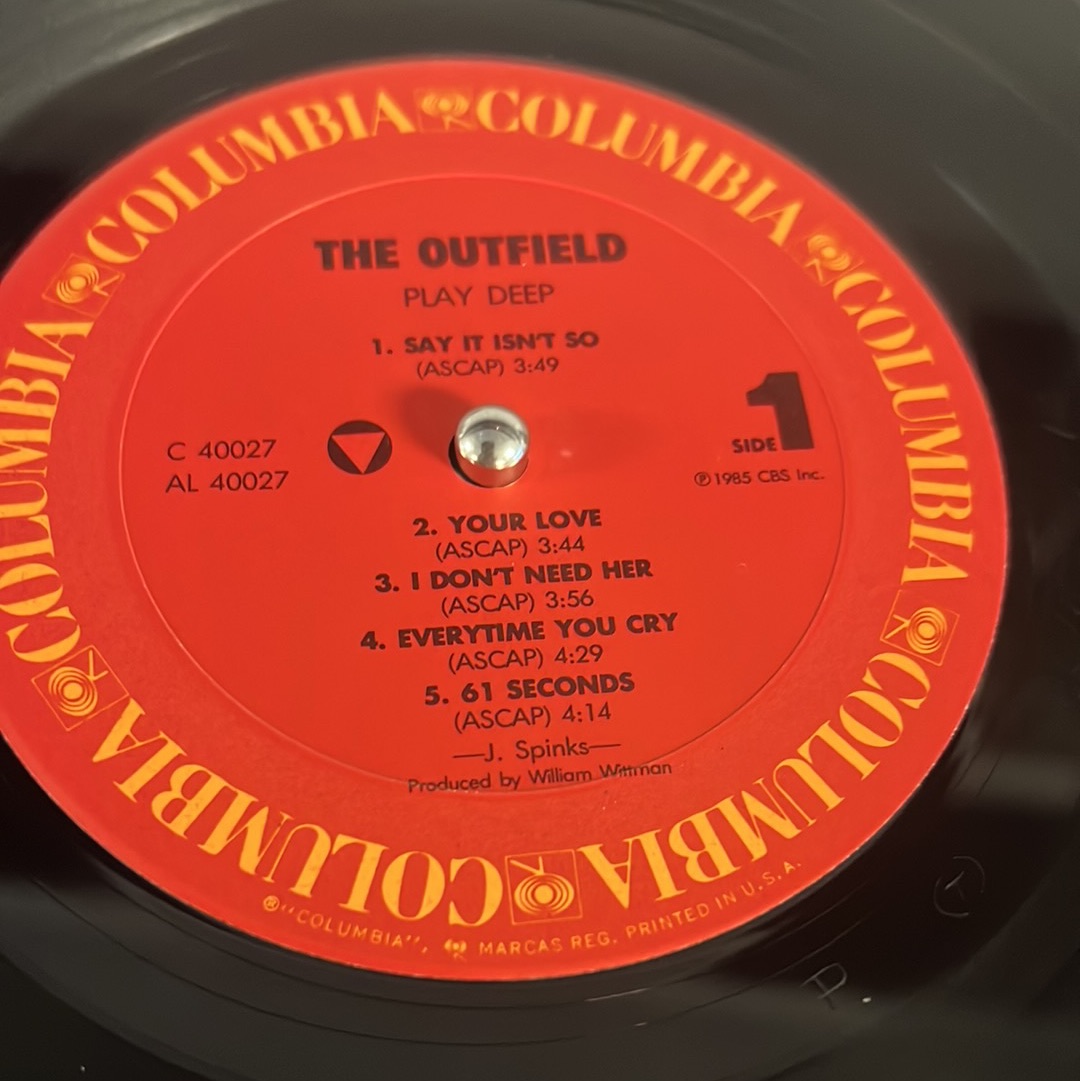 COLUMBIA COLUMBIA COLUMBIA COLUMBIA COLUMBIA COLUMBIA COLUMBIA COLUMBIA
THE OUTFIELD
PLAY DEEP
1. SAY IT ISN'T SO
(ASCAP) 3:49
C 40027
AL 40027
SIDE 1
℗ 1985 CBS Inc.
2. YOUR LOVE
(ASCAP) 3:44
3. I DON'T NEED HER
(ASCAP) 3:56
4. EVERYTIME YOU CRY
(ASCAP) 4:29
5. 61 SECONDS
(ASCAP) 4:14
—J. Spinks—
Produced by William Wittman
®"COLUMBIA", MARCAS REG. PRINTED IN U.S.A.
T
P